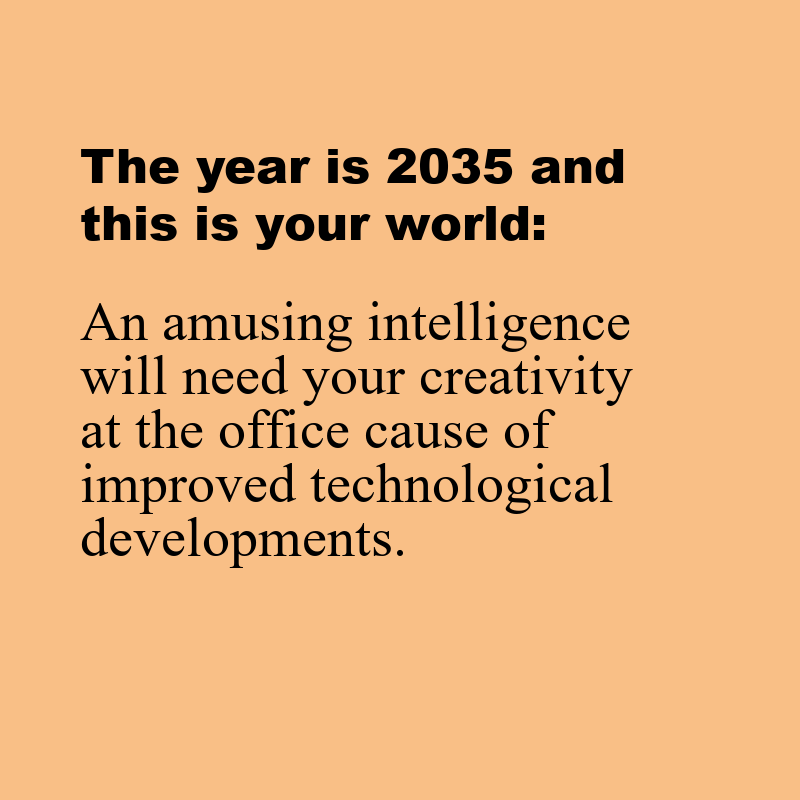 The year is 2035 and
this is your world:
An amusing intelligence
will need your creativity
at the office cause of
improved technological
developments.